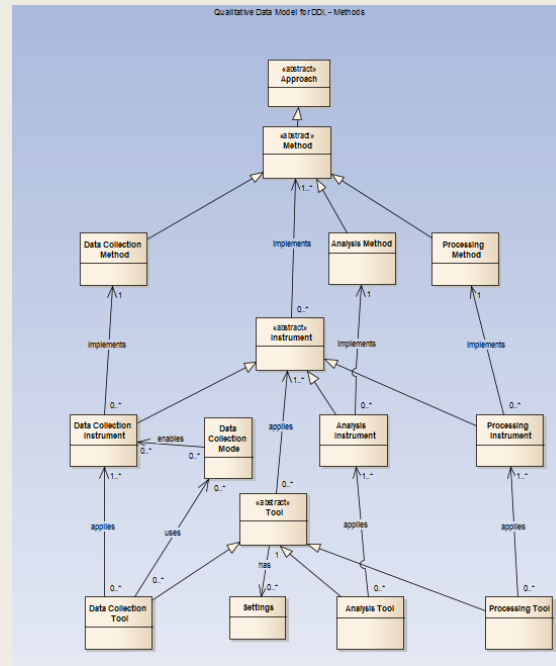 Qualitative Data Model for DDI, - Methods
«abstract»
Approach
«abstract»
Method
1..*
Data Collection
Method
Implements
Analysis Method
Processing
Method
1
1
1
0..*
«abstract»
Instrument
Implements
Implements
Implements
1..*
0..*
0..*
0..*
Data Collection
Instrument
enables
0..*
0..*
Data
Collection
Mode
applies
Analysis
Instrument
Processing
Instrument
1..*
0..*
1..*
1..*
0..*
«abstract»
Tool
applies
uses
applies
applies
1
has
0..*
0..*
0..*
0..*
0..*
Data Collection
Tool
Settings
Analysis Tool
Processing Tool